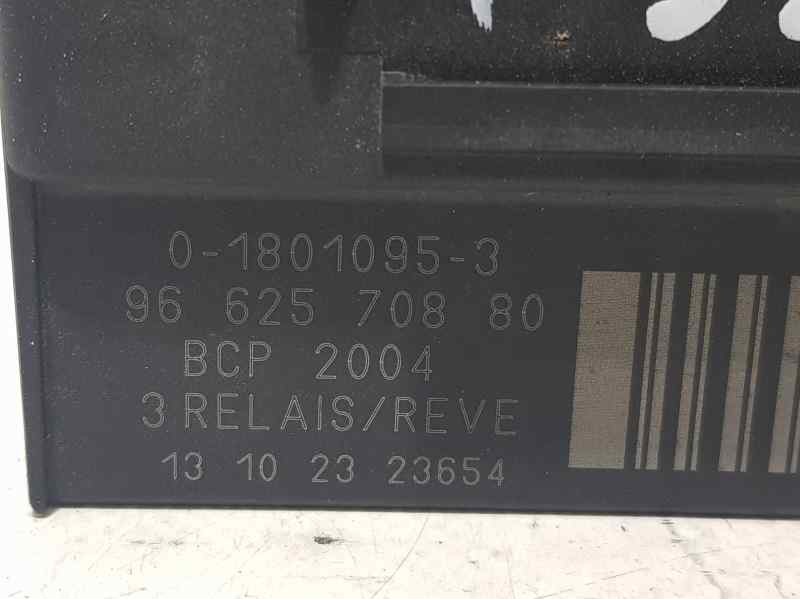 0-1801095-3
96 625 708 80
BCP 2004
3 RELAIS/REVE
13 10 23 23654